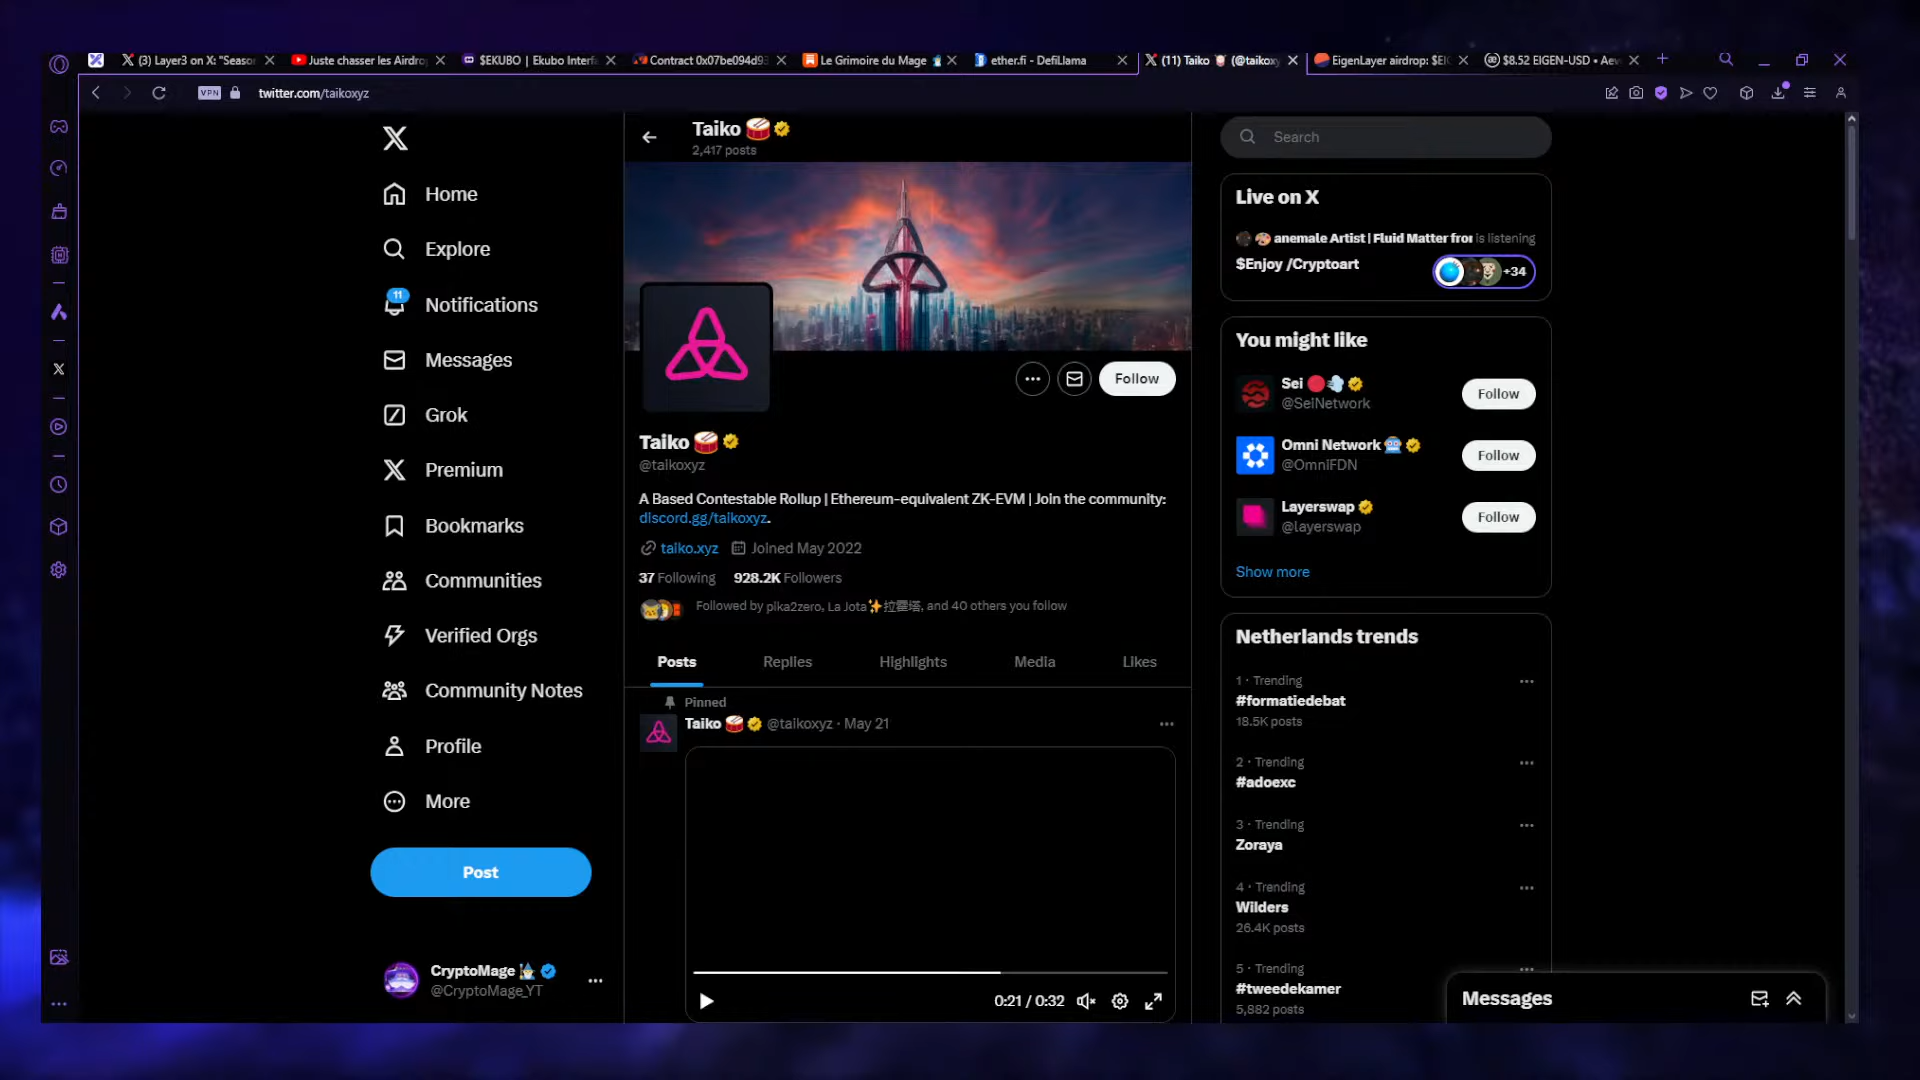 (3) Layer3 on X: "Seaso
Juste chasser les Airdro
$EKUBO | Ekubo Interf
Contract 0x07be094d93
Le Grimoire du Mage
ether.fi - DefiLlama
(11) Taiko 🥁 (@taikoxy
EigenLayer airdrop: $EI
$8.52 EIGEN-USD • Aev
VPN
twitter.com/taikoxyz
Home
Explore
11
Notifications
Messages
Grok
Premium
Bookmarks
Communities
Verified Orgs
Community Notes
Profile
More
Post
CryptoMage
@CryptoMage_YT
Taiko 🥁
2,417 posts
Follow
Taiko 🥁
@taikoxyz
A Based Contestable Rollup | Ethereum-equivalent ZK-EVM | Join the community:
discord.gg/taikoxyz.
taiko.xyz Joined May 2022
37 Following 928.2K Followers
Followed by pika2zero, La Jota✨拉霍塔, and 40 others you follow
Posts Replies Highlights Media Likes
Pinned
Taiko 🥁 @taikoxyz · May 21
0:21 / 0:32
Search
Live on X
anemale Artist | Fluid Matter from is listening
$Enjoy /Cryptoart
+34
You might like
Sei
@SeiNetwork
Follow
Omni Network
@OmniFDN
Follow
Layerswap
@layerswap
Follow
Show more
Netherlands trends
1 · Trending
#formatiedebat
18.5K posts
2 · Trending
#adoexc
3 · Trending
Zoraya
4 · Trending
Wilders
26.4K posts
5 · Trending
#tweedekamer
5,882 posts
Messages